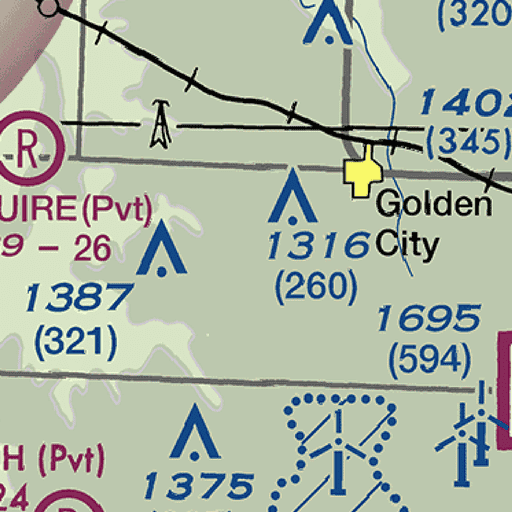 (320
1402
(345)
R
UIRE (Pvt)
9 - 26
Golden
City
1316
(260)
1387
(321)
1695
(594)
H (Pvt)
24
1375
R